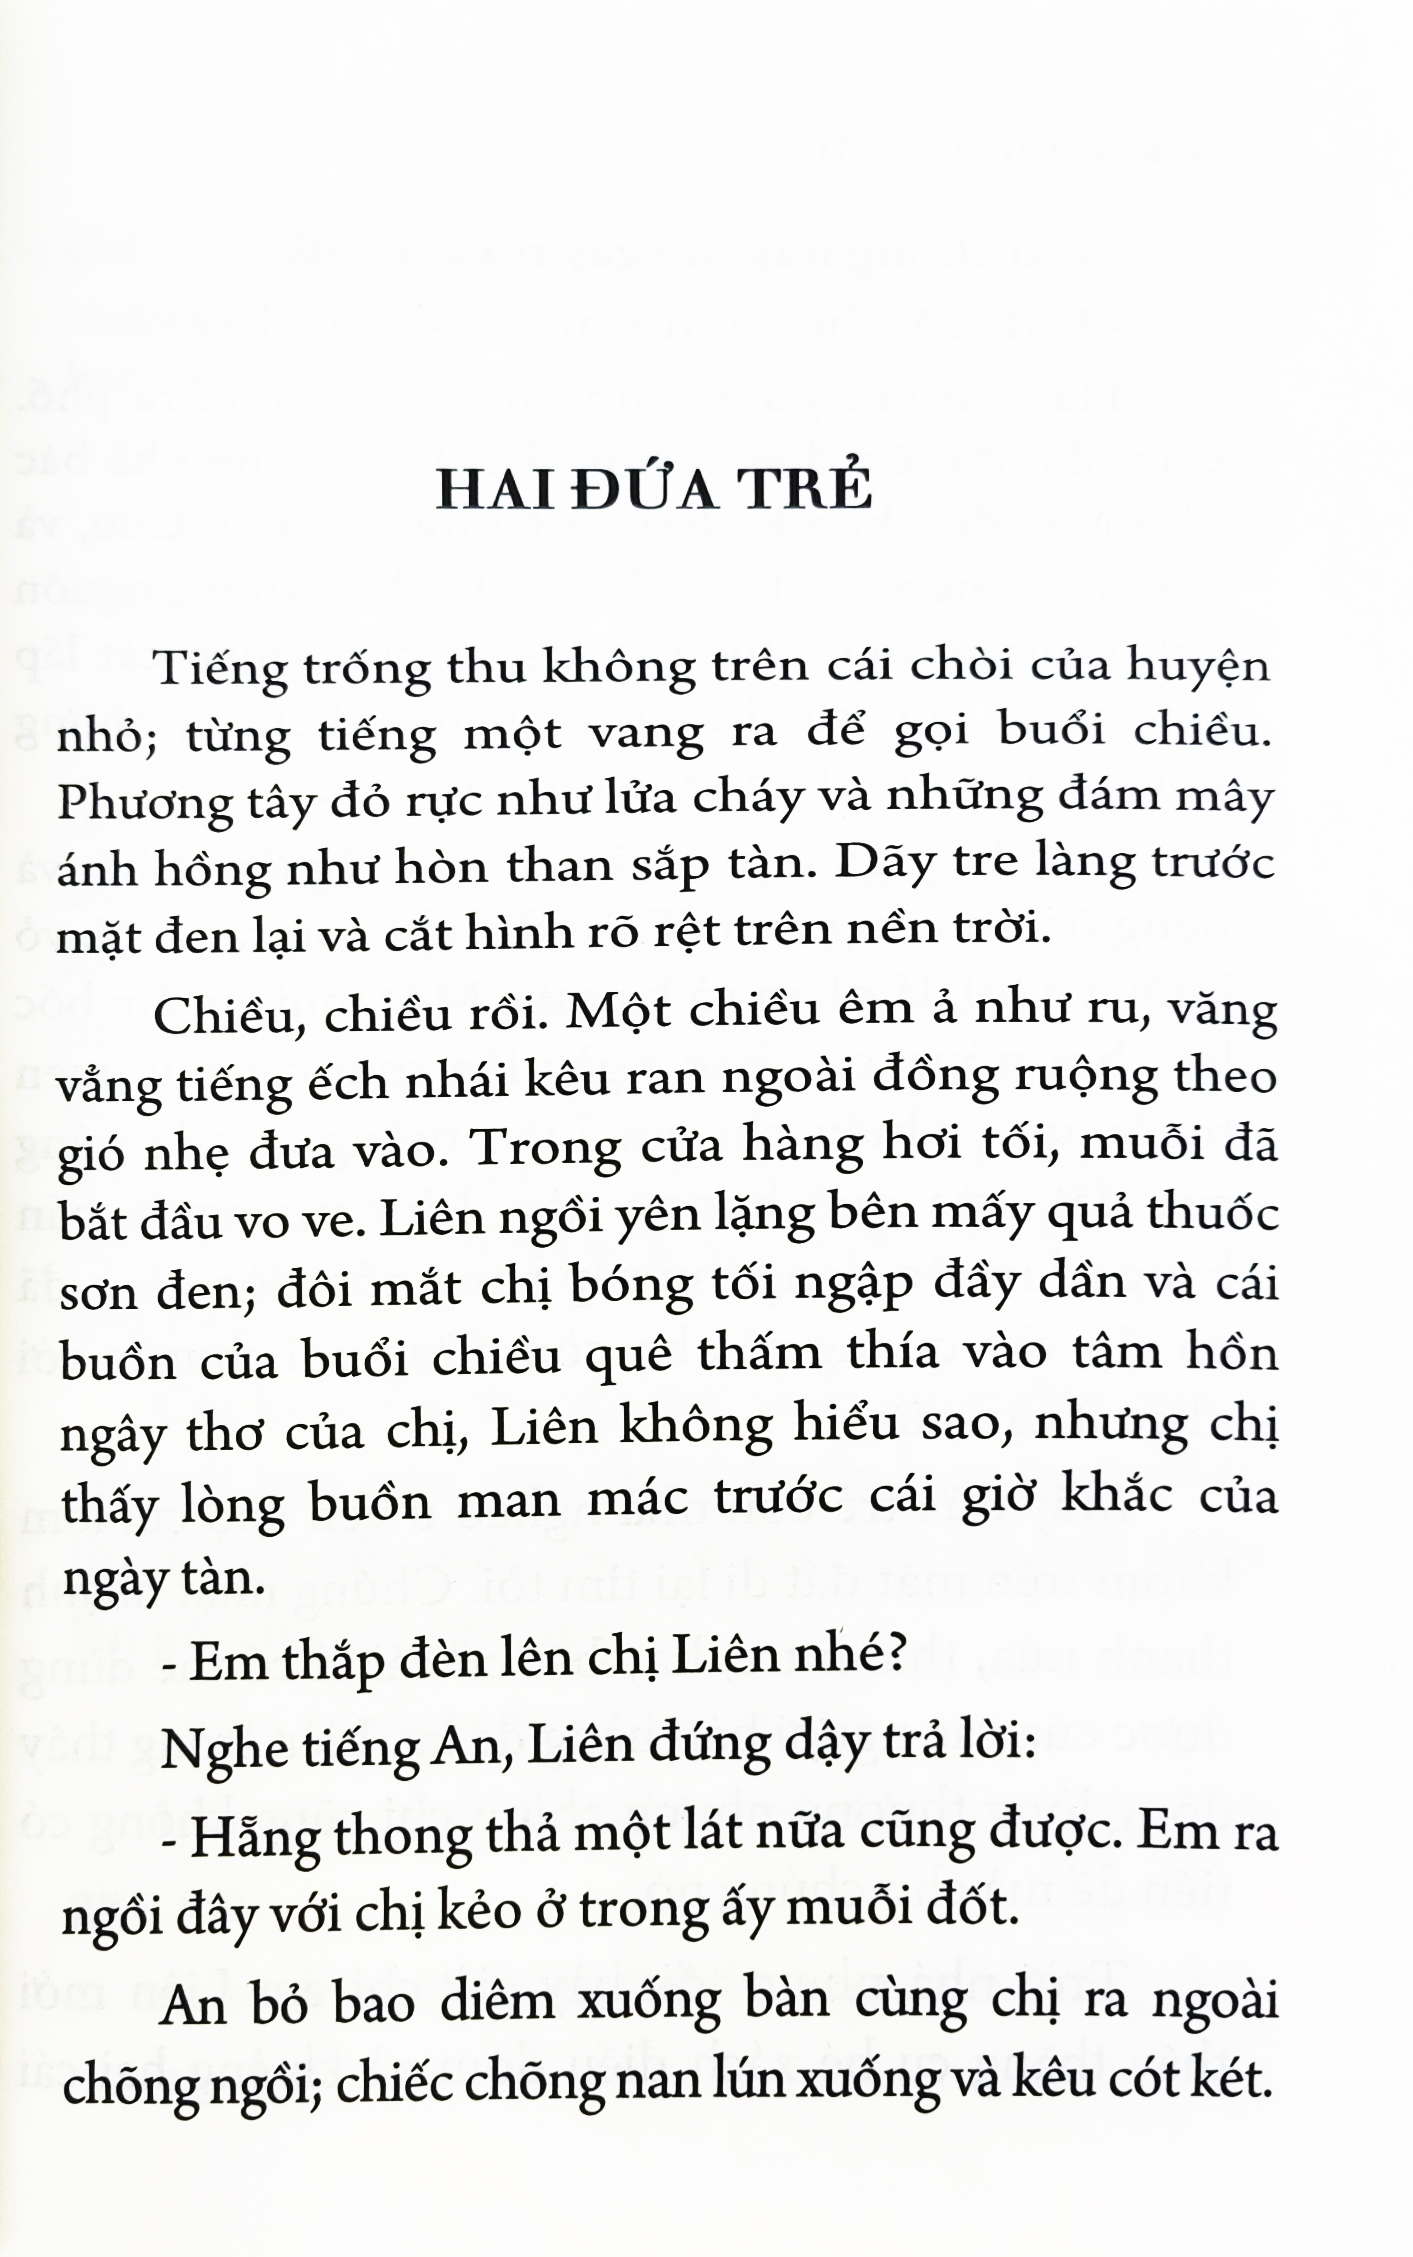 HAI ĐỨA TRẺ
Tiếng trống thu không trên cái chòi của huyện
nhỏ; từng tiếng một vang ra để gọi buổi chiều.
Phương tây đỏ rực như lửa cháy và những đám mây
ánh hồng như hòn than sắp tàn. Dãy tre làng trước
mặt đen lại và cắt hình rõ rệt trên nền trời.
Chiều, chiều rồi. Một chiều êm ả như ru, văng
vẳng tiếng ếch nhái kêu ran ngoài đồng ruộng theo
gió nhẹ đưa vào. Trong cửa hàng hơi tối, muỗi đã
bắt đầu vo ve. Liên ngồi yên lặng bên mấy quả thuốc
sơn đen; đôi mắt chị bóng tối ngập đầy dần và cái
buồn của buổi chiều quê thấm thía vào tâm hồn
ngây thơ của chị, Liên không hiểu sao, nhưng chị
thấy lòng buồn man mác trước cái giờ khắc của
ngày tàn.
- Em thắp đèn lên chị Liên nhé?
Nghe tiếng An, Liên đứng dậy trả lời:
- Hẵng thong thả một lát nữa cũng được. Em ra
ngồi đây với chị kẻo ở trong ấy muỗi đốt.
An bỏ bao diêm xuống bàn cùng chị ra ngoài
chõng ngồi; chiếc chõng nan lún xuống và kêu cót két.